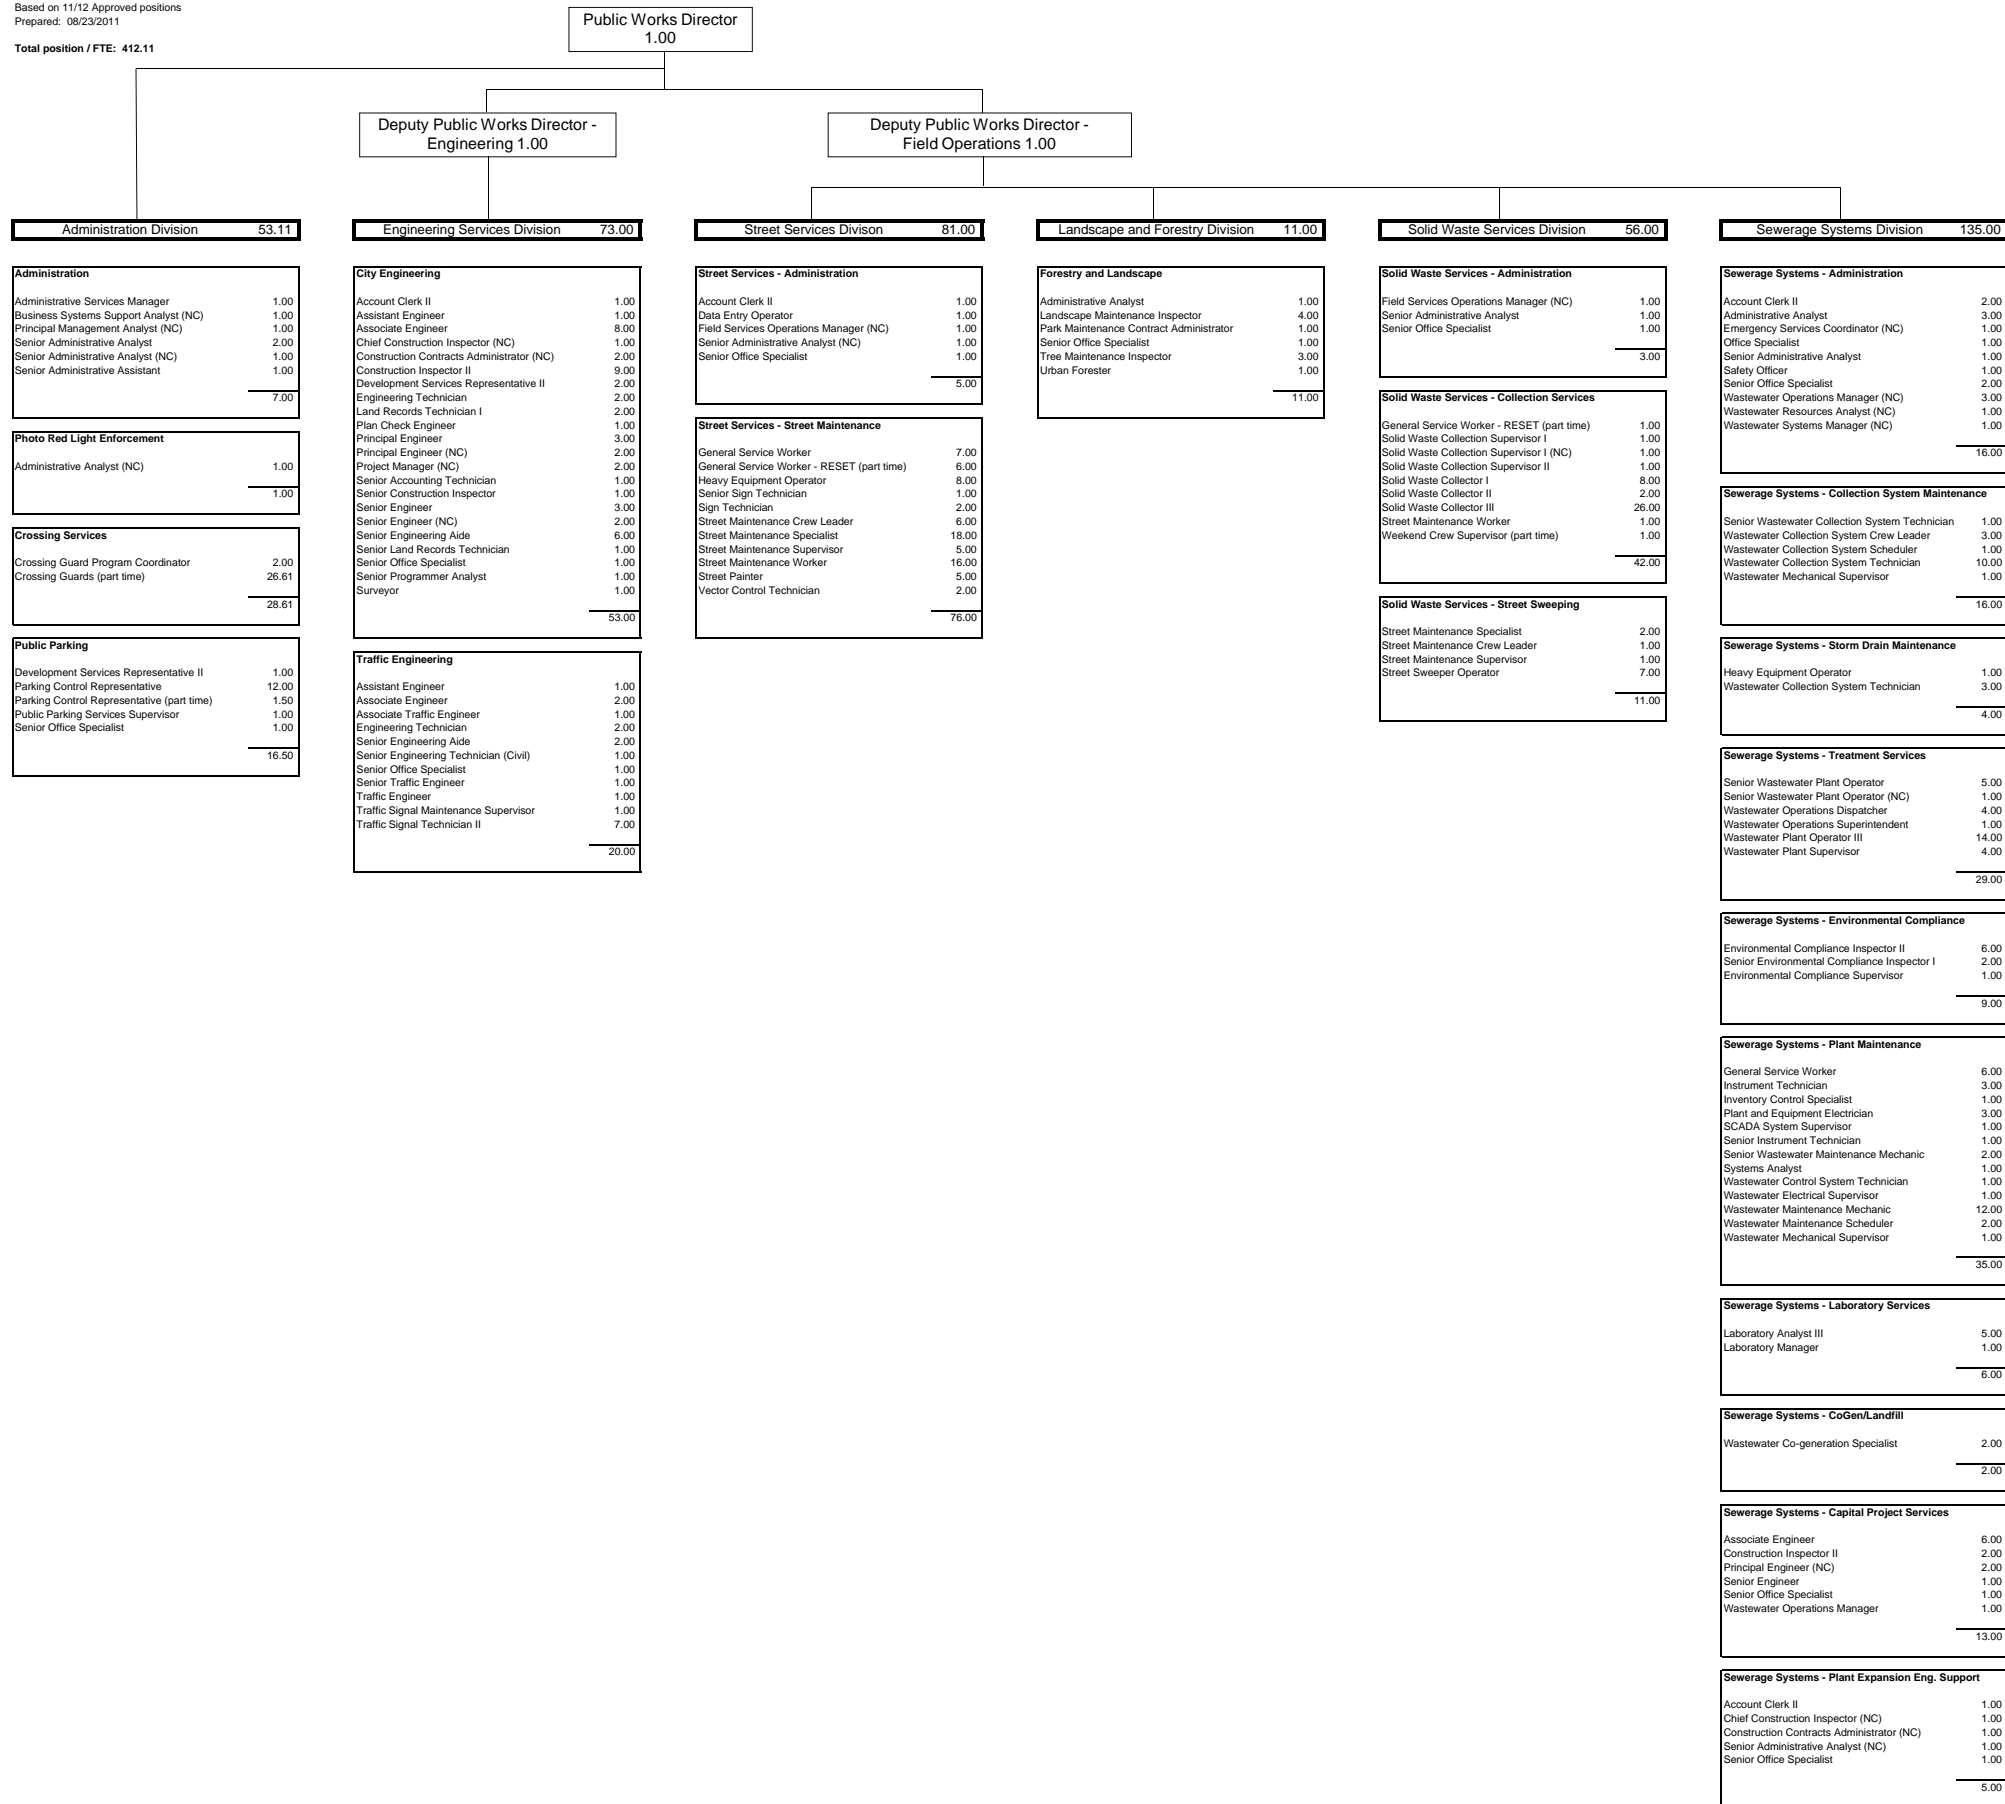 Based on 11/12 Approved positions
Prepared: 08/23/2011
Total position / FTE: 412.11
Public Works Director
1.00
Deputy Public Works Director -
Engineering 1.00
Deputy Public Works Director -
Field Operations 1.00
Administration Division 53.11
Administration
Administrative Services Manager 1.00
Business Systems Support Analyst (NC) 1.00
Principal Management Analyst (NC) 1.00
Senior Administrative Analyst 2.00
Senior Administrative Analyst (NC) 1.00
Senior Administrative Assistant 1.00
7.00
Photo Red Light Enforcement
Administrative Analyst (NC) 1.00
1.00
Crossing Services
Crossing Guard Program Coordinator 2.00
Crossing Guards (part time) 26.61
28.61
Public Parking
Development Services Representative II 1.00
Parking Control Representative 12.00
Parking Control Representative (part time) 1.50
Public Parking Services Supervisor 1.00
Senior Office Specialist 1.00
16.50
Engineering Services Division 73.00
City Engineering
Account Clerk II 1.00
Assistant Engineer 1.00
Associate Engineer 8.00
Chief Construction Inspector (NC) 1.00
Construction Contracts Administrator (NC) 2.00
Construction Inspector II 9.00
Development Services Representative II 2.00
Engineering Technician 2.00
Land Records Technician I 2.00
Plan Check Engineer 1.00
Principal Engineer 3.00
Principal Engineer (NC) 2.00
Project Manager (NC) 2.00
Senior Accounting Technician 1.00
Senior Construction Inspector 1.00
Senior Engineer 3.00
Senior Engineer (NC) 2.00
Senior Engineering Aide 6.00
Senior Land Records Technician 1.00
Senior Office Specialist 1.00
Senior Programmer Analyst 1.00
Surveyor 1.00
53.00
Traffic Engineering
Assistant Engineer 1.00
Associate Engineer 2.00
Associate Traffic Engineer 1.00
Engineering Technician 2.00
Senior Engineering Aide 2.00
Senior Engineering Technician (Civil) 1.00
Senior Office Specialist 1.00
Senior Traffic Engineer 1.00
Traffic Engineer 1.00
Traffic Signal Maintenance Supervisor 1.00
Traffic Signal Technician II 7.00
20.00
Street Services Divison 81.00
Street Services - Administration
Account Clerk II 1.00
Data Entry Operator 1.00
Field Services Operations Manager (NC) 1.00
Senior Administrative Analyst (NC) 1.00
Senior Office Specialist 1.00
5.00
Street Services - Street Maintenance
General Service Worker 7.00
General Service Worker - RESET (part time) 6.00
Heavy Equipment Operator 8.00
Senior Sign Technician 1.00
Sign Technician 2.00
Street Maintenance Crew Leader 6.00
Street Maintenance Specialist 18.00
Street Maintenance Supervisor 5.00
Street Maintenance Worker 16.00
Street Painter 5.00
Vector Control Technician 2.00
76.00
Landscape and Forestry Division 11.00
Forestry and Landscape
Administrative Analyst 1.00
Landscape Maintenance Inspector 4.00
Park Maintenance Contract Administrator 1.00
Senior Office Specialist 1.00
Tree Maintenance Inspector 3.00
Urban Forester 1.00
11.00
Solid Waste Services Division 56.00
Solid Waste Services - Administration
Field Services Operations Manager (NC) 1.00
Senior Administrative Analyst 1.00
Senior Office Specialist 1.00
3.00
Solid Waste Services - Collection Services
General Service Worker - RESET (part time) 1.00
Solid Waste Collection Supervisor I 1.00
Solid Waste Collection Supervisor I (NC) 1.00
Solid Waste Collection Supervisor II 1.00
Solid Waste Collector I 8.00
Solid Waste Collector II 2.00
Solid Waste Collector III 26.00
Street Maintenance Worker 1.00
Weekend Crew Supervisor (part time) 1.00
42.00
Solid Waste Services - Street Sweeping
Street Maintenance Specialist 2.00
Street Maintenance Crew Leader 1.00
Street Maintenance Supervisor 1.00
Street Sweeper Operator 7.00
11.00
Sewerage Systems Division 135.00
Sewerage Systems - Administration
Account Clerk II 2.00
Administrative Analyst 3.00
Emergency Services Coordinator (NC) 1.00
Office Specialist 1.00
Senior Administrative Analyst 1.00
Safety Officer 1.00
Senior Office Specialist 2.00
Wastewater Operations Manager (NC) 3.00
Wastewater Resources Analyst (NC) 1.00
Wastewater Systems Manager (NC) 1.00
16.00
Sewerage Systems - Collection System Maintenance
Senior Wastewater Collection System Technician 1.00
Wastewater Collection System Crew Leader 3.00
Wastewater Collection System Scheduler 1.00
Wastewater Collection System Technician 10.00
Wastewater Mechanical Supervisor 1.00
16.00
Sewerage Systems - Storm Drain Maintenance
Heavy Equipment Operator 1.00
Wastewater Collection System Technician 3.00
4.00
Sewerage Systems - Treatment Services
Senior Wastewater Plant Operator 5.00
Senior Wastewater Plant Operator (NC) 1.00
Wastewater Operations Dispatcher 4.00
Wastewater Operations Superintendent 1.00
Wastewater Plant Operator III 14.00
Wastewater Plant Supervisor 4.00
29.00
Sewerage Systems - Environmental Compliance
Environmental Compliance Inspector II 6.00
Senior Environmental Compliance Inspector I 2.00
Environmental Compliance Supervisor 1.00
9.00
Sewerage Systems - Plant Maintenance
General Service Worker 6.00
Instrument Technician 3.00
Inventory Control Specialist 1.00
Plant and Equipment Electrician 3.00
SCADA System Supervisor 1.00
Senior Instrument Technician 1.00
Senior Wastewater Maintenance Mechanic 2.00
Systems Analyst 1.00
Wastewater Control System Technician 1.00
Wastewater Electrical Supervisor 1.00
Wastewater Maintenance Mechanic 12.00
Wastewater Maintenance Scheduler 2.00
Wastewater Mechanical Supervisor 1.00
35.00
Sewerage Systems - Laboratory Services
Laboratory Analyst III 5.00
Laboratory Manager 1.00
6.00
Sewerage Systems - CoGen/Landfill
Wastewater Co-generation Specialist 2.00
2.00
Sewerage Systems - Capital Project Services
Associate Engineer 6.00
Construction Inspector II 2.00
Principal Engineer (NC) 2.00
Senior Engineer 1.00
Senior Office Specialist 1.00
Wastewater Operations Manager 1.00
13.00
Sewerage Systems - Plant Expansion Eng. Support
Account Clerk II 1.00
Chief Construction Inspector (NC) 1.00
Construction Contracts Administrator (NC) 1.00
Senior Administrative Analyst (NC) 1.00
Senior Office Specialist 1.00
5.00